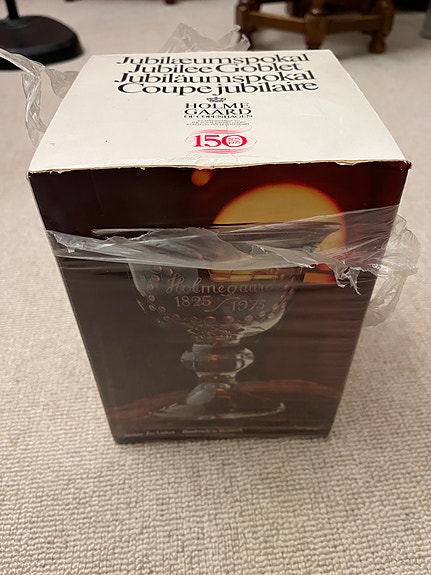 Jubilæumspokal
Jubilee Goblet
Jubiläumspokal
Coupe jubilaire
HOLME
GAARD
OF COPENHAGEN
150
Holmegaard
1825 1975